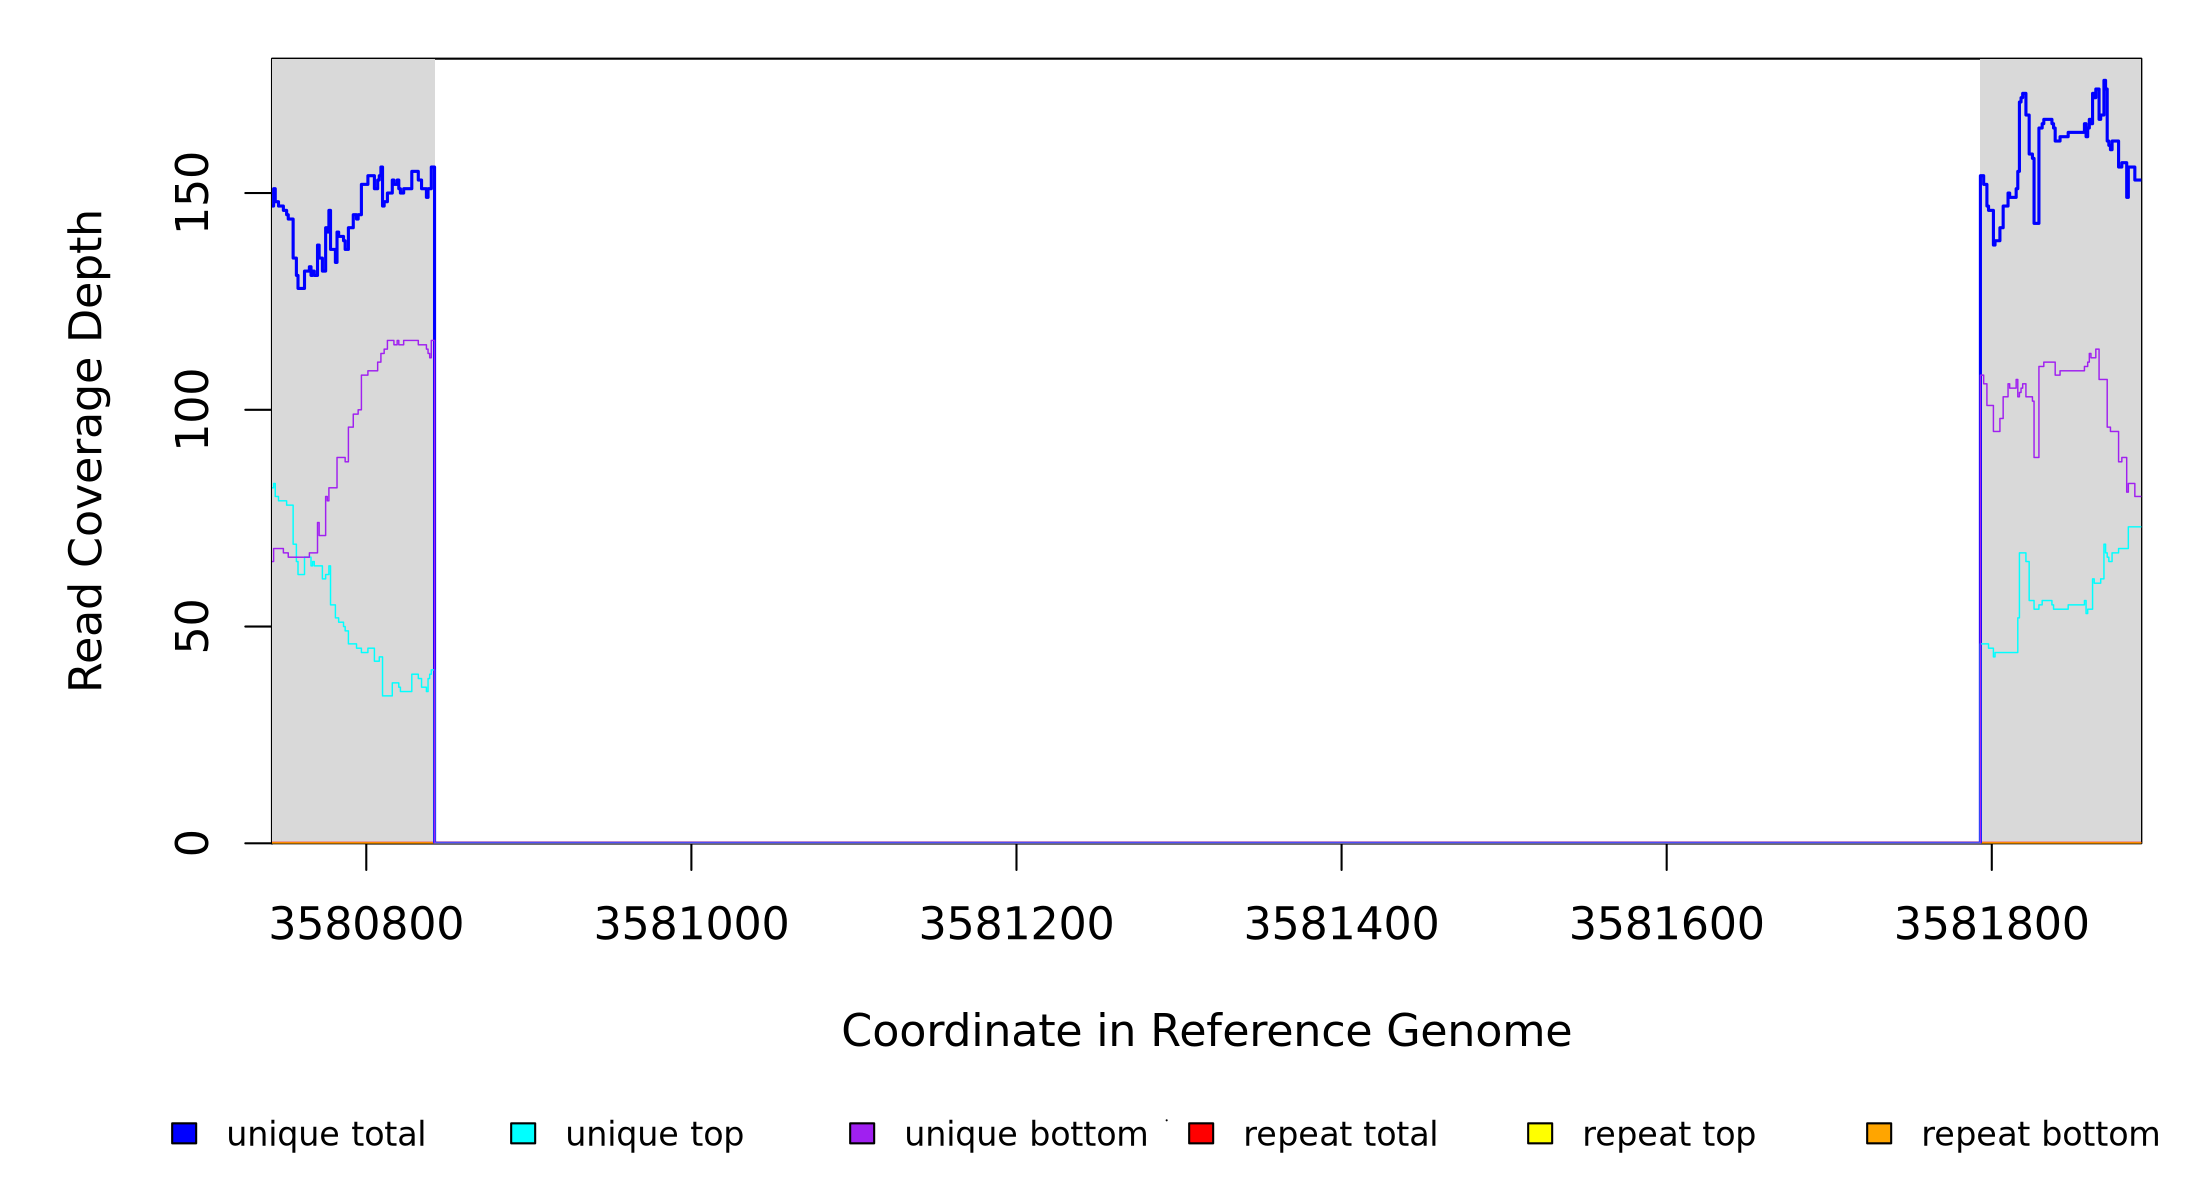 Read Coverage Depth
150
100
50
0
3580800 3581000 3581200 3581400 3581600 3581800
Coordinate in Reference Genome
unique total unique top unique bottom repeat total repeat top repeat bottom